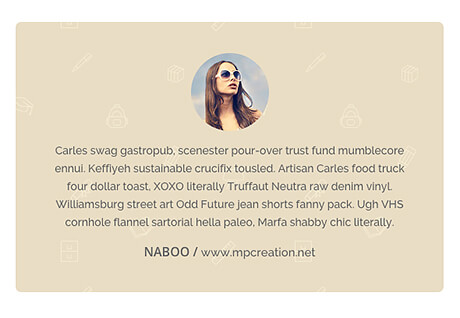 Carles swag gastropub, scenester pour-over trust fund mumblecore
ennui. Keffiyeh sustainable crucifix tousled. Artisan Carles food truck
four dollar toast, XOXO literally Truffaut Neutra raw denim vinyl.
Williamsburg street art Odd Future jean shorts fanny pack. Ugh VHS
cornhole flannel sartorial hella paleo, Marfa shabby chic literally.
NABOO / www.mpcreation.net